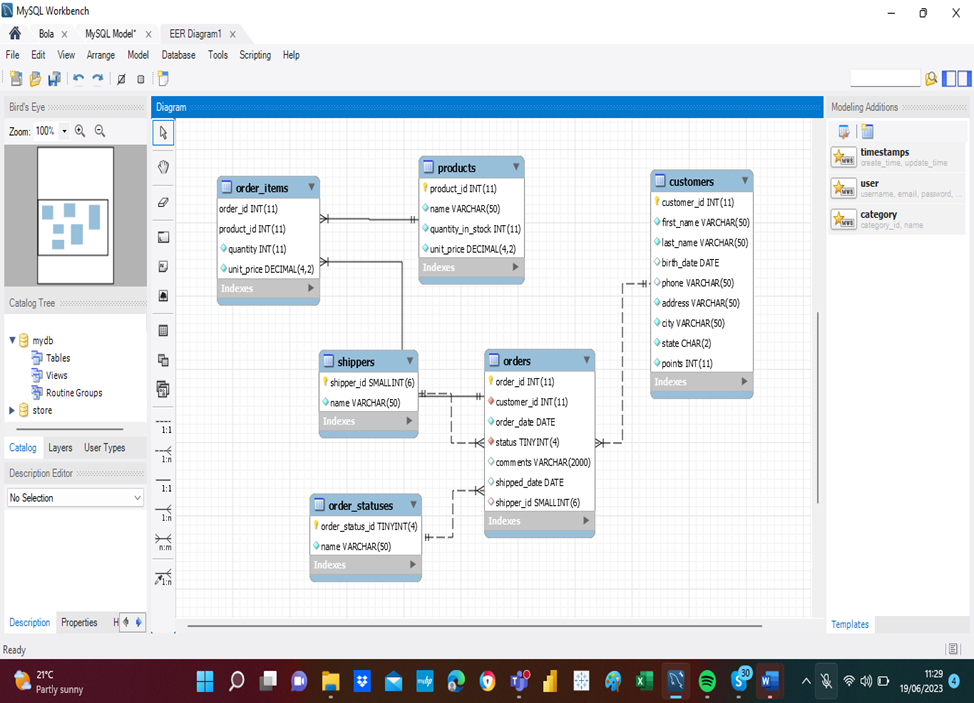 MySQL Workbench
Bola x MySQL Model* x EER Diagram1 x
File Edit View Arrange Model Database Tools Scripting Help
Bird's Eye
Zoom: 100%
Diagram
order_items
order_id INT(11)
product_id INT(11)
quantity INT(11)
unit_price DECIMAL(4,2)
Indexes
products
product_id INT(11)
name VARCHAR(50)
quantity_in_stock INT(11)
unit_price DECIMAL(4,2)
Indexes
customers
customer_id INT(11)
first_name VARCHAR(50)
last_name VARCHAR(50)
birth_date DATE
phone VARCHAR(50)
address VARCHAR(50)
city VARCHAR(50)
state CHAR(2)
points INT(11)
Indexes
shippers
shipper_id SMALLINT(6)
name VARCHAR(50)
Indexes
orders
order_id INT(11)
customer_id INT(11)
order_date DATE
status TINYINT(4)
comments VARCHAR(2000)
shipped_date DATE
shipper_id SMALLINT(6)
Indexes
order_statuses
order_status_id TINYINT(4)
name VARCHAR(50)
Indexes
1:1
1:n
1:1
1:n
n:m
1:n
Modeling Additions
timestamps
create_time, update_time
user
username, email, password, ...
category
category_id, name
Templates
Catalog Tree
mydb
Tables
Views
Routine Groups
store
Catalog Layers User Types
Description Editor
No Selection
Description Properties H
Ready
21°C
Partly sunny
30
11:29
19/06/2023
4